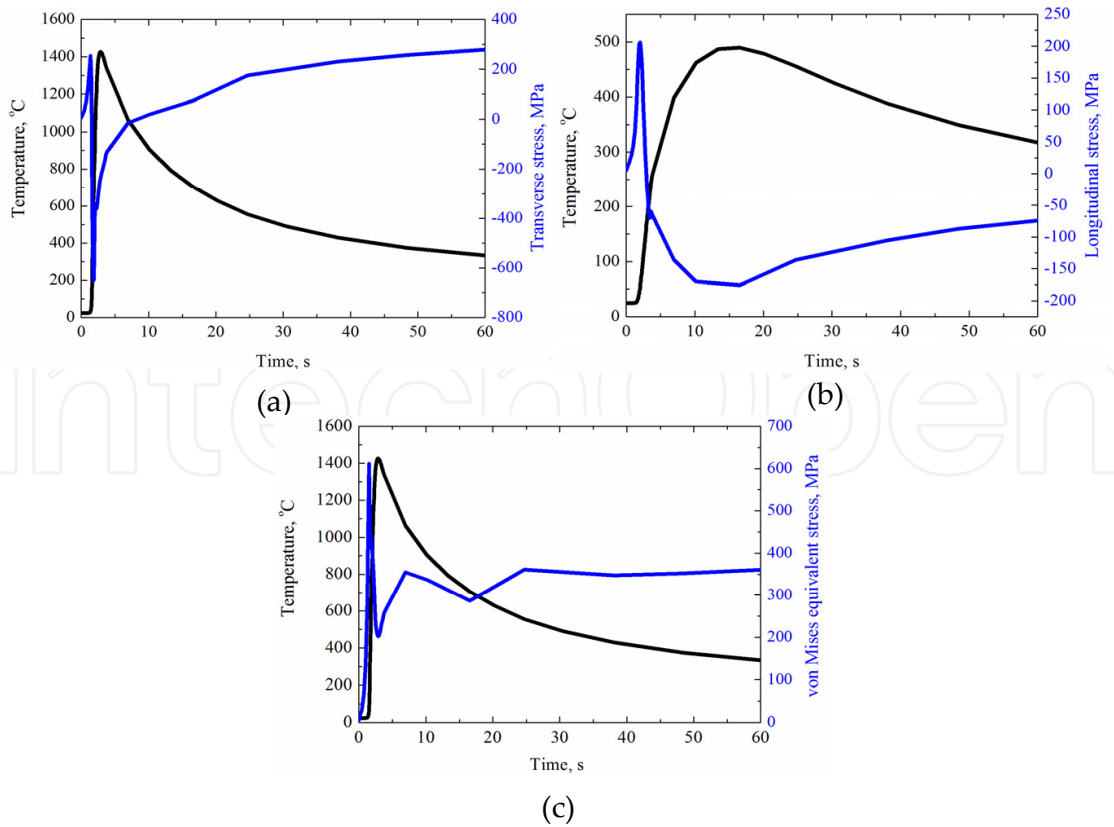 (a)
1600
1400
1200
1000
800
600
400
200
0
Temperature, °C
400
200
0
-200
-400
-600
-800
Transverse stress, MPa
0 10 20 30 40 50 60
Time, s
(a)
(b)
500
400
300
200
100
0
Temperature, °C
250
200
150
100
50
0
-50
-100
-150
-200
Longitudinal stress, MPa
0 10 20 30 40 50 60
Time, s
(b)
IntechOpen
1600
1400
1200
1000
800
600
400
200
0
Temperature, °C
700
600
500
400
300
200
100
0
von Mises equivalent stress, MPa
0 10 20 30 40 50 60
Time, s
(c)